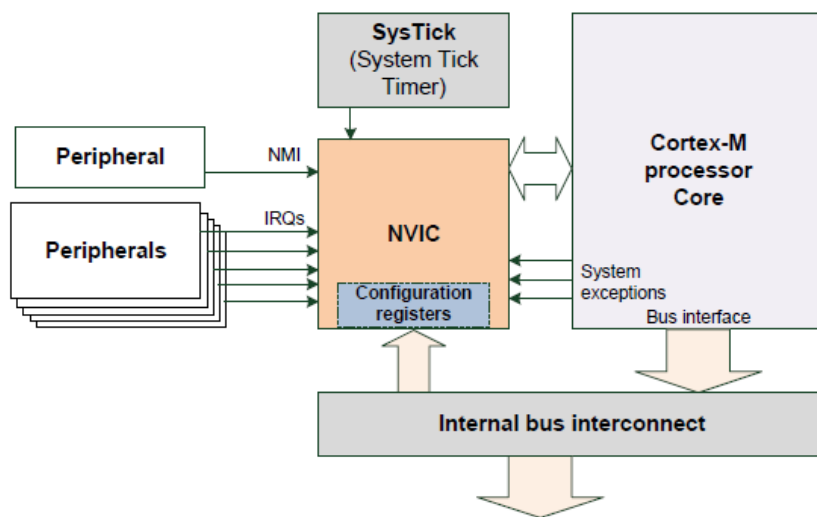 SysTick
(System Tick
Timer)
Peripheral
NMI
Cortex-M
processor
Core
Peripherals
IRQs
NVIC
System
exceptions
Configuration
registers
Bus interface
Internal bus interconnect